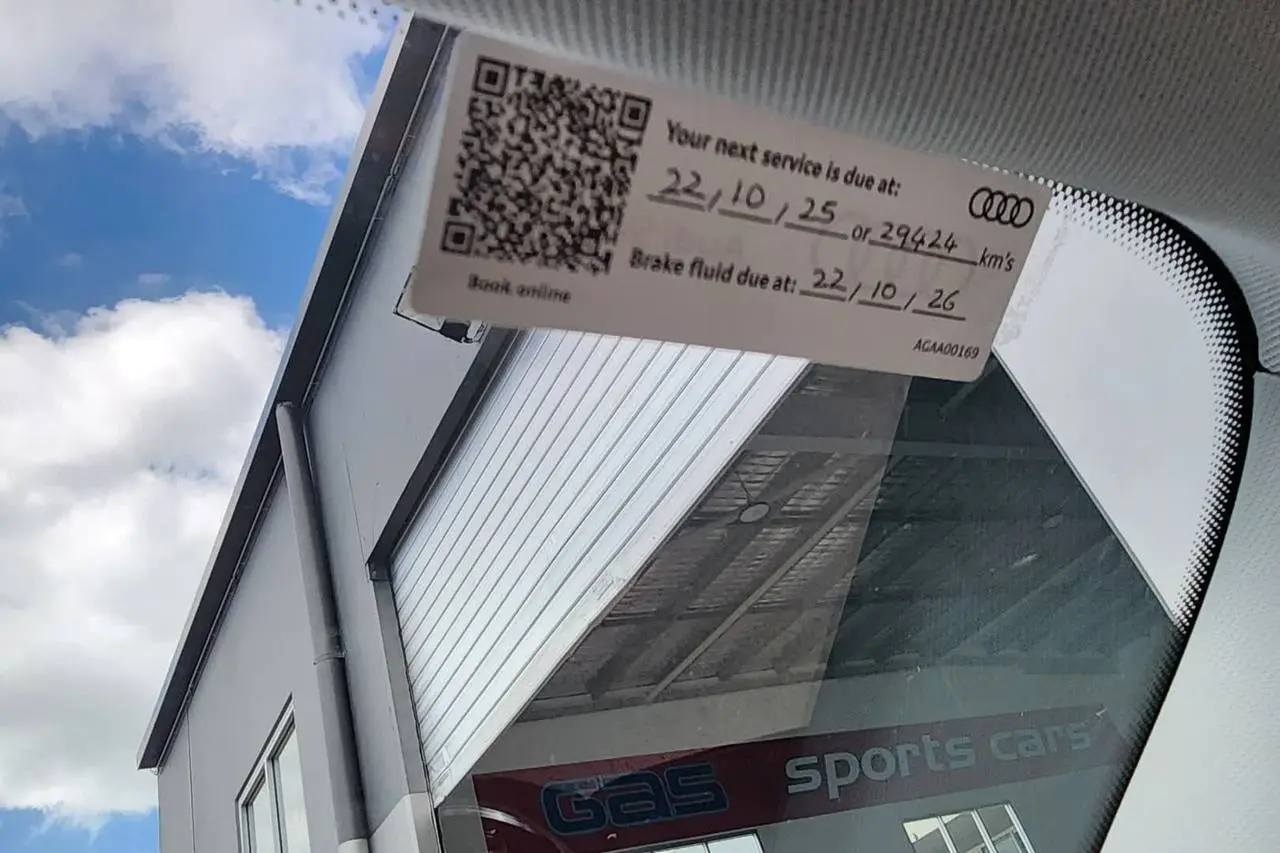 Your next service is due at:
22/10/25 or 29424 km's
Brake fluid due at: 22/10/26
Book online
AGAA00169
Gas sports cars